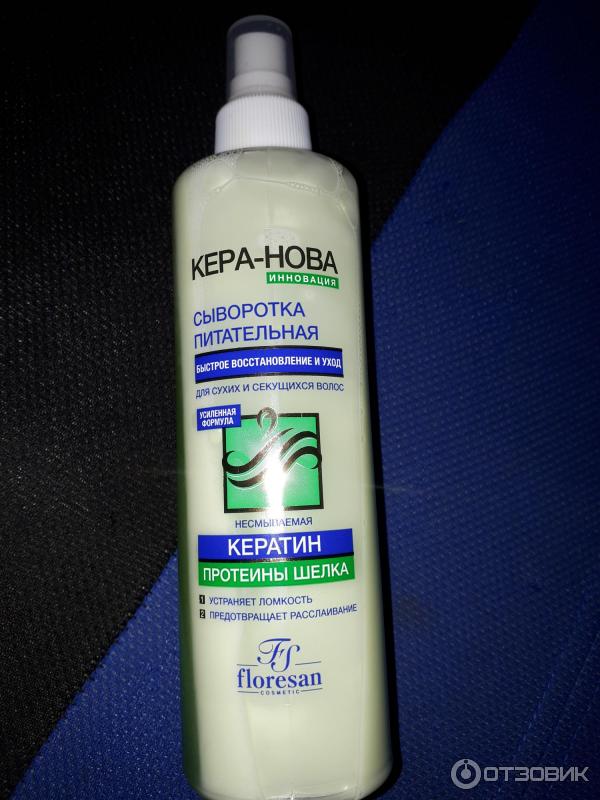 КЕРА-НОВА
ИННОВАЦИЯ
СЫВОРОТКА
ПИТАТЕЛЬНАЯ
БЫСТРОЕ ВОССТАНОВЛЕНИЕ И УХОД
ДЛЯ СУХИХ И СЕКУЩИХСЯ ВОЛОС
УСИЛЕННАЯ
ФОРМУЛА
НЕСМЫВАЕМАЯ
КЕРАТИН
ПРОТЕИНЫ ШЕЛКА
1 УСТРАНЯЕТ ЛОМКОСТЬ
2 ПРЕДОТВРАЩАЕТ РАССЛАИВАНИЕ
FS
floresan
COSMETIC
ОТЗОВИК